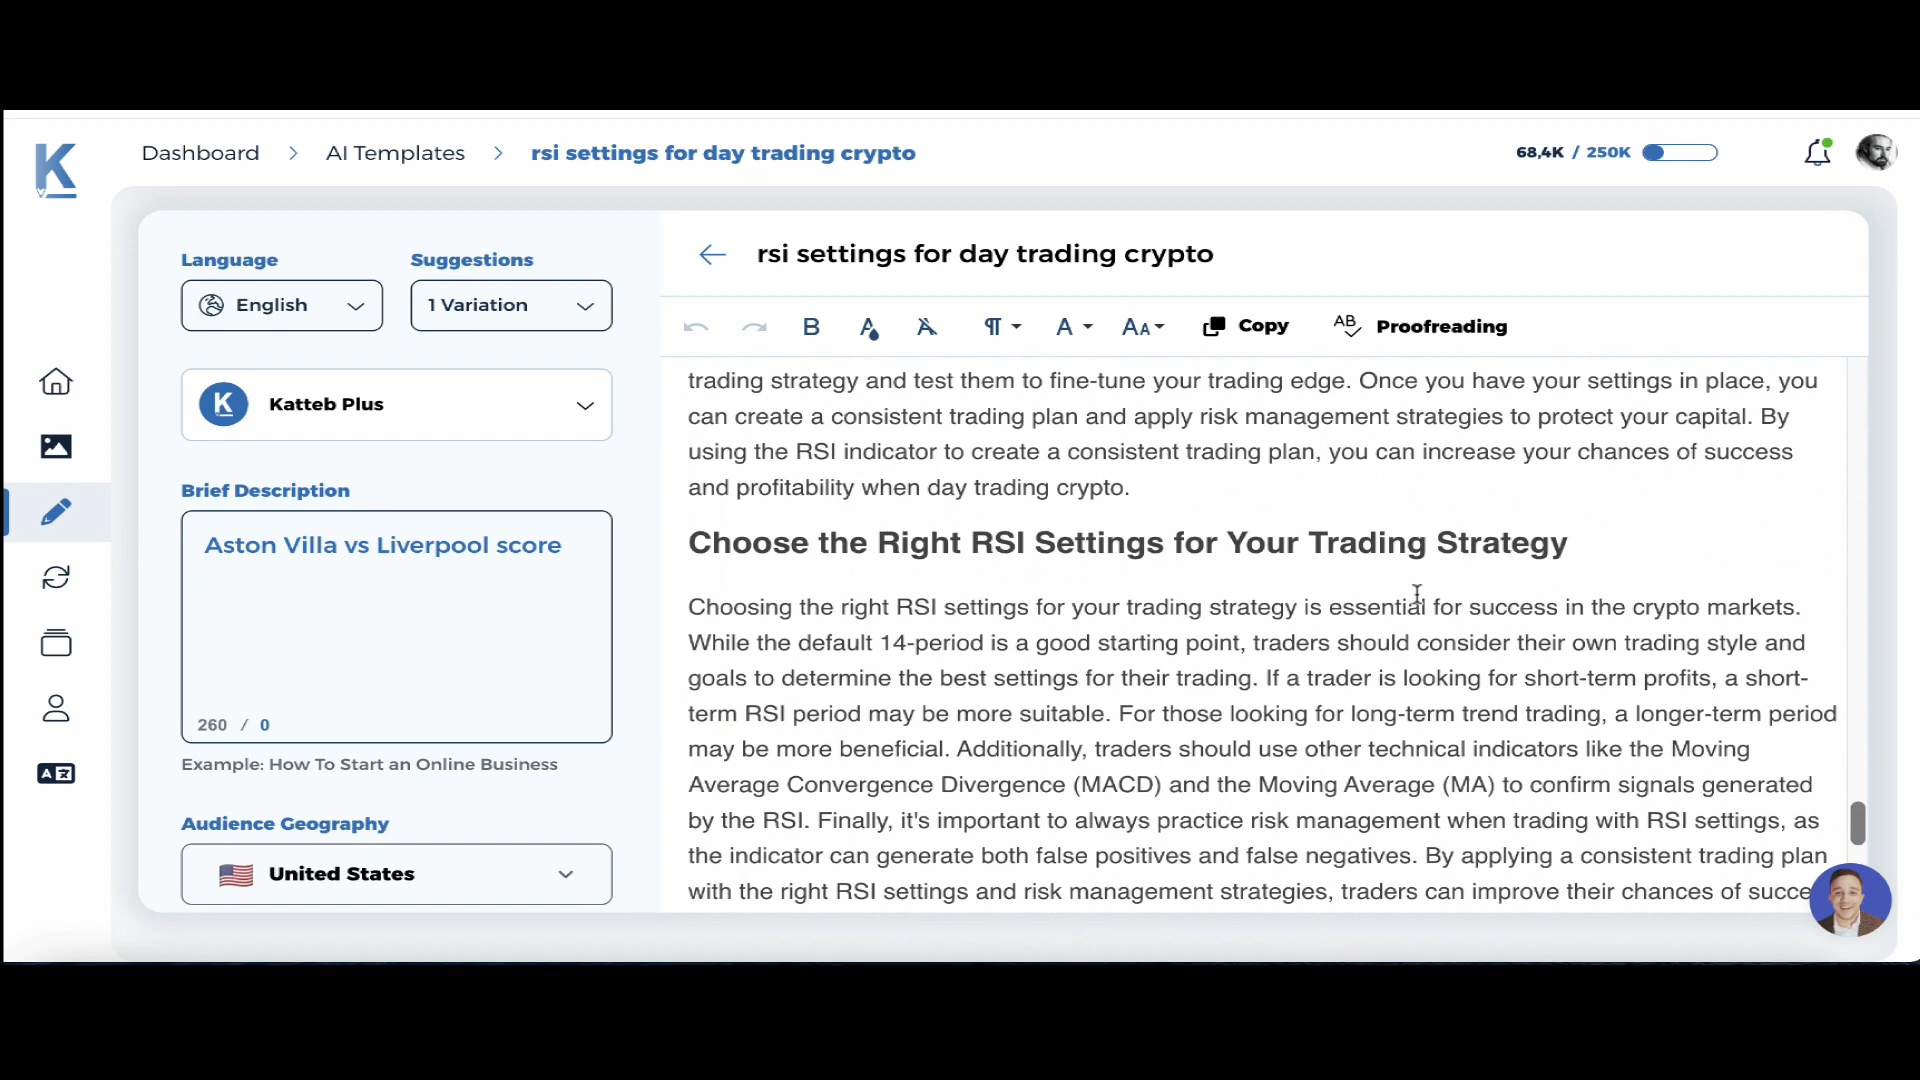 K
Dashboard > AI Templates > rsi settings for day trading crypto
68,4K / 250K
Language
Suggestions
English
1 Variation
K Katteb Plus
Brief Description
Aston Villa vs Liverpool score
260 / 0
Example: How To Start an Online Business
Audience Geography
United States
rsi settings for day trading crypto
B A A ¶ A AA Copy AB Proofreading
trading strategy and test them to fine-tune your trading edge. Once you have your settings in place, you
can create a consistent trading plan and apply risk management strategies to protect your capital. By
using the RSI indicator to create a consistent trading plan, you can increase your chances of success
and profitability when day trading crypto.
Choose the Right RSI Settings for Your Trading Strategy
Choosing the right RSI settings for your trading strategy is essential for success in the crypto markets.
While the default 14-period is a good starting point, traders should consider their own trading style and
goals to determine the best settings for their trading. If a trader is looking for short-term profits, a short-
term RSI period may be more suitable. For those looking for long-term trend trading, a longer-term period
may be more beneficial. Additionally, traders should use other technical indicators like the Moving
Average Convergence Divergence (MACD) and the Moving Average (MA) to confirm signals generated
by the RSI. Finally, it's important to always practice risk management when trading with RSI settings, as
the indicator can generate both false positives and false negatives. By applying a consistent trading plan
with the right RSI settings and risk management strategies, traders can improve their chances of succe